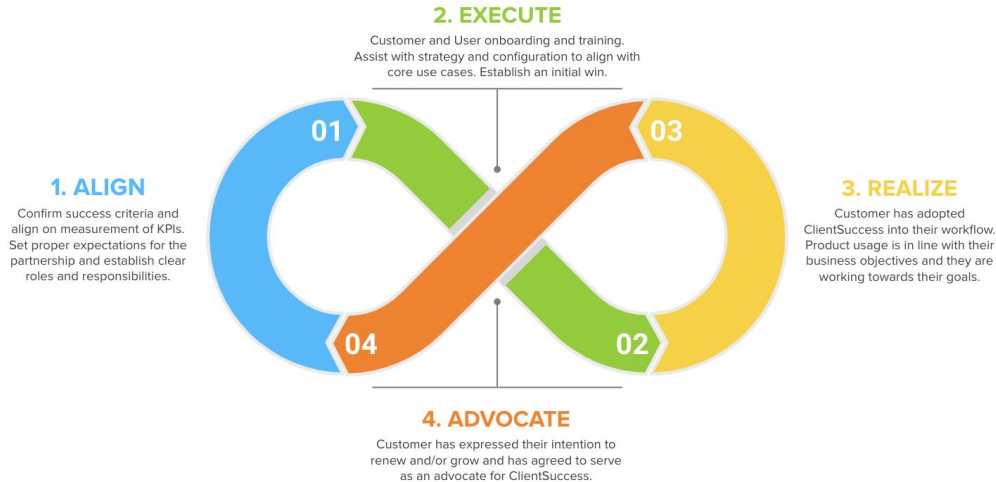 2. EXECUTE
Customer and User onboarding and training.
Assist with strategy and configuration to align with
core use cases. Establish an initial win.
01
03
1. ALIGN
Confirm success criteria and
align on measurement of KPIs.
Set proper expectations for the
partnership and establish clear
roles and responsibilities.
3. REALIZE
Customer has adopted
ClientSuccess into their workflow.
Product usage is in line with their
business objectives and they are
working towards their goals.
04
02
4. ADVOCATE
Customer has expressed their intention to
renew and/or grow and has agreed to serve
as an advocate for ClientSuccess.